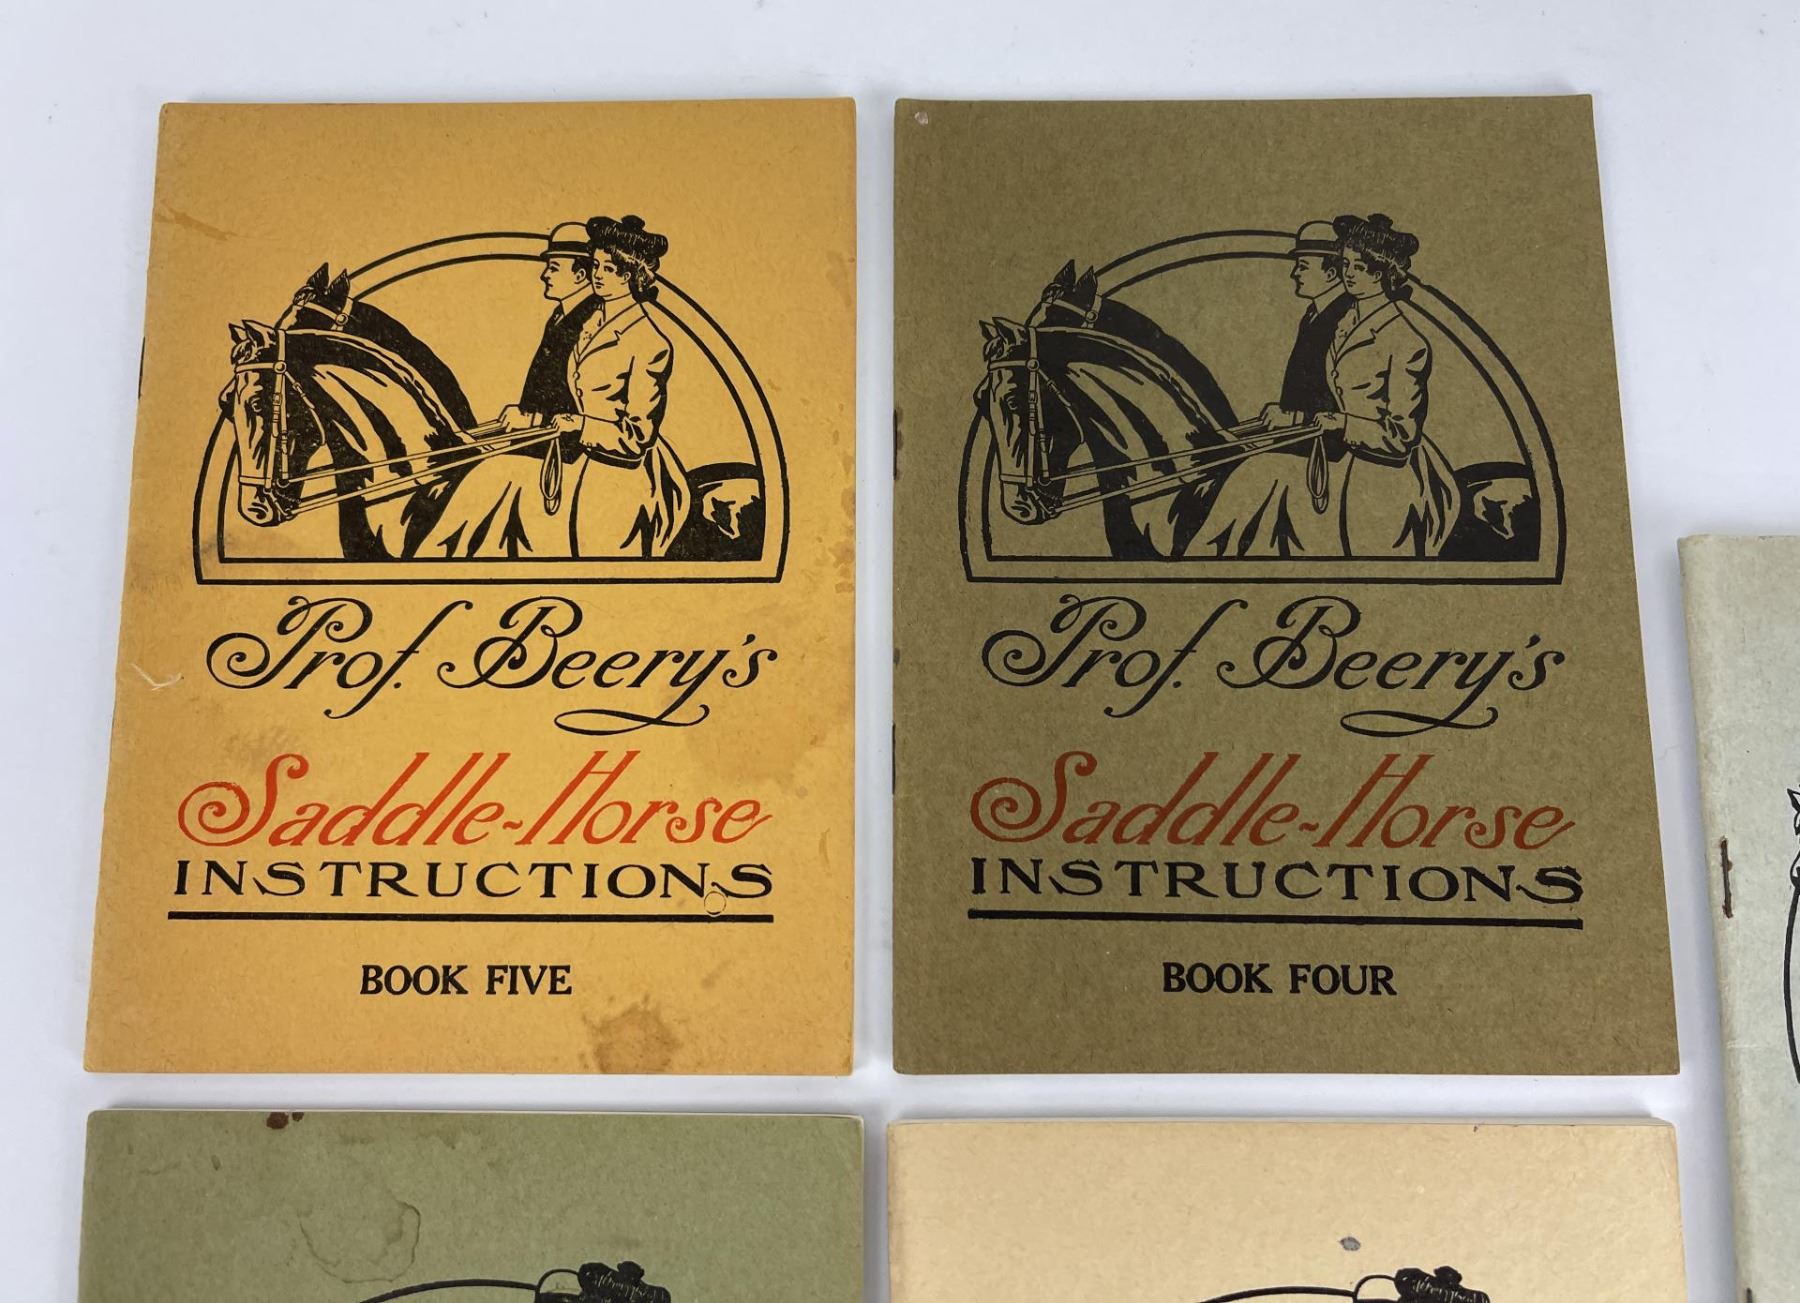 Prof. Beery's
Saddle-Horse
INSTRUCTIONS
BOOK FIVE
Prof. Beery's
Saddle-Horse
INSTRUCTIONS
BOOK FOUR